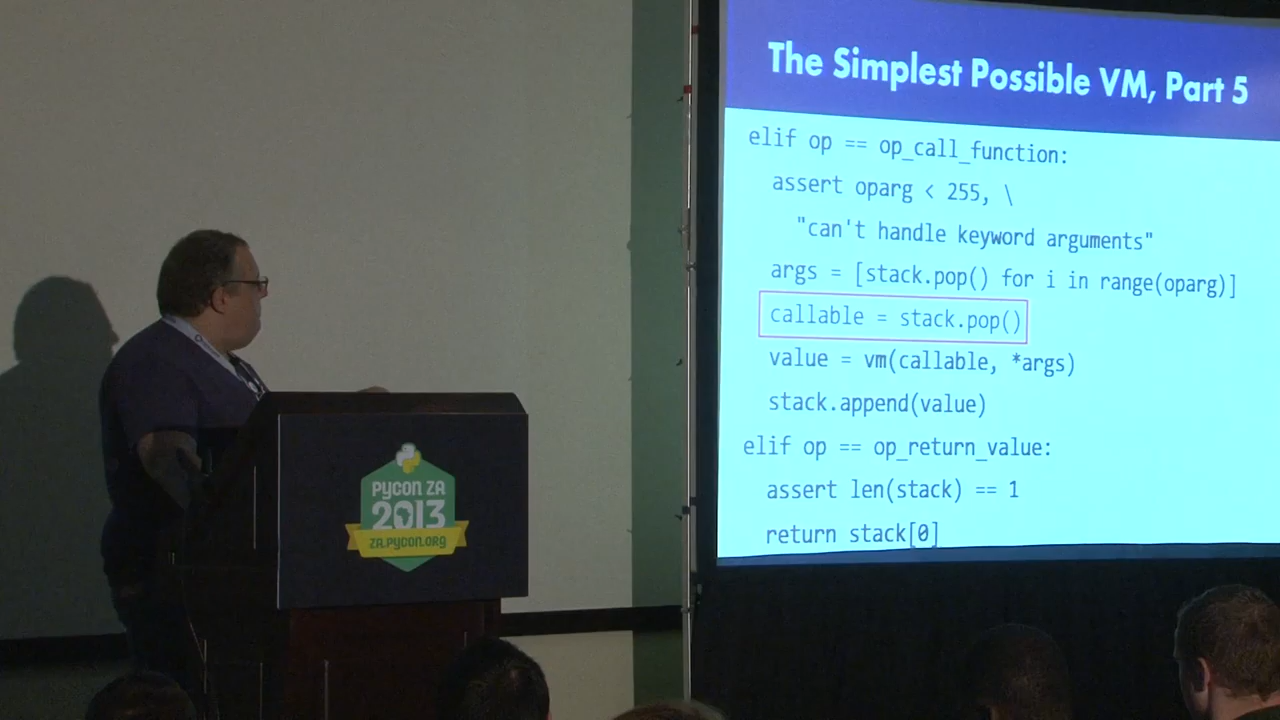 The Simplest Possible VM, Part 5
elif op == op_call_function:
assert oparg < 255, \
"can't handle keyword arguments"
args = [stack.pop() for i in range(oparg)]
callable = stack.pop()
value = vm(callable, *args)
stack.append(value)
elif op == op_return_value:
assert len(stack) == 1
return stack[0]
PYCON ZA
2013
ZA.PYCON.ORG